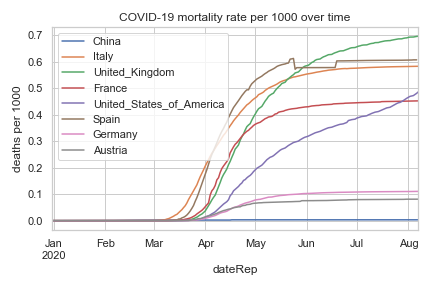 COVID-19 mortality rate per 1000 over time
deaths per 1000
0.7
0.6
0.5
0.4
0.3
0.2
0.1
0.0
China
Italy
United_Kingdom
France
United_States_of_America
Spain
Germany
Austria
Jan Feb Mar Apr May Jun Jul Aug
2020
dateRep